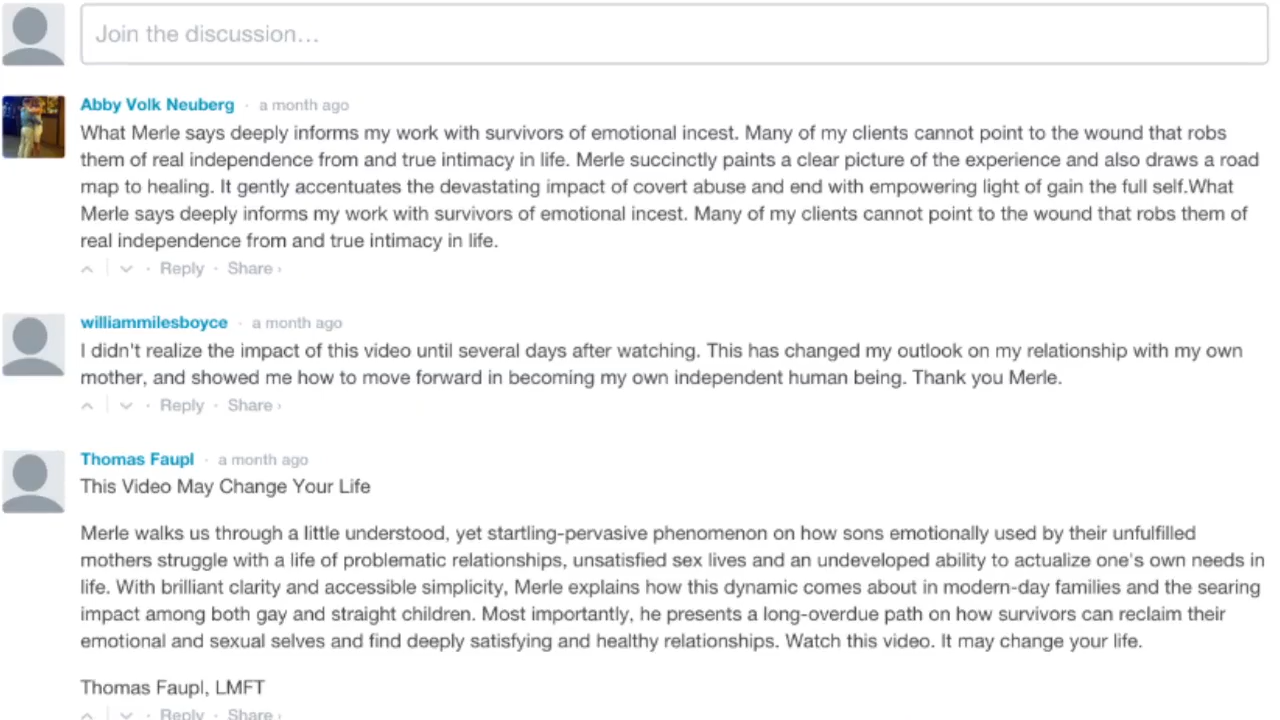 Join the discussion...
Abby Volk Neuberg · a month ago
What Merle says deeply informs my work with survivors of emotional incest. Many of my clients cannot point to the wound that robs
them of real independence from and true intimacy in life. Merle succinctly paints a clear picture of the experience and also draws a road
map to healing. It gently accentuates the devastating impact of covert abuse and end with empowering light of gain the full self.What
Merle says deeply informs my work with survivors of emotional incest. Many of my clients cannot point to the wound that robs them of
real independence from and true intimacy in life.
· Reply · Share ›
williammilesboyce · a month ago
I didn't realize the impact of this video until several days after watching. This has changed my outlook on my relationship with my own
mother, and showed me how to move forward in becoming my own independent human being. Thank you Merle.
· Reply · Share ›
Thomas Faupl · a month ago
This Video May Change Your Life
Merle walks us through a little understood, yet startling-pervasive phenomenon on how sons emotionally used by their unfulfilled
mothers struggle with a life of problematic relationships, unsatisfied sex lives and an undeveloped ability to actualize one's own needs in
life. With brilliant clarity and accessible simplicity, Merle explains how this dynamic comes about in modern-day families and the searing
impact among both gay and straight children. Most importantly, he presents a long-overdue path on how survivors can reclaim their
emotional and sexual selves and find deeply satisfying and healthy relationships. Watch this video. It may change your life.
Thomas Faupl, LMFT
· Reply · Share ›